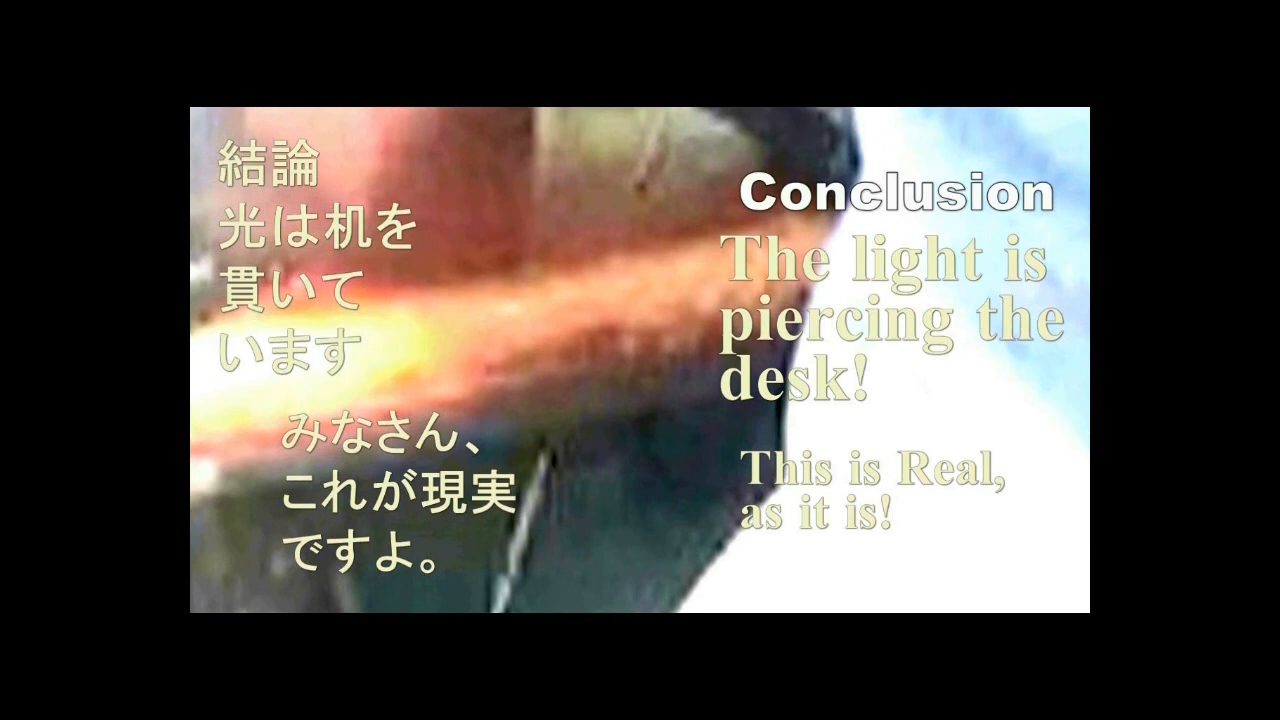 結論
光は机を
貫いて
います
みなさん、
これが現実
ですよ。
Conclusion
The light is
piercing the
desk!
This is Real,
as it is!